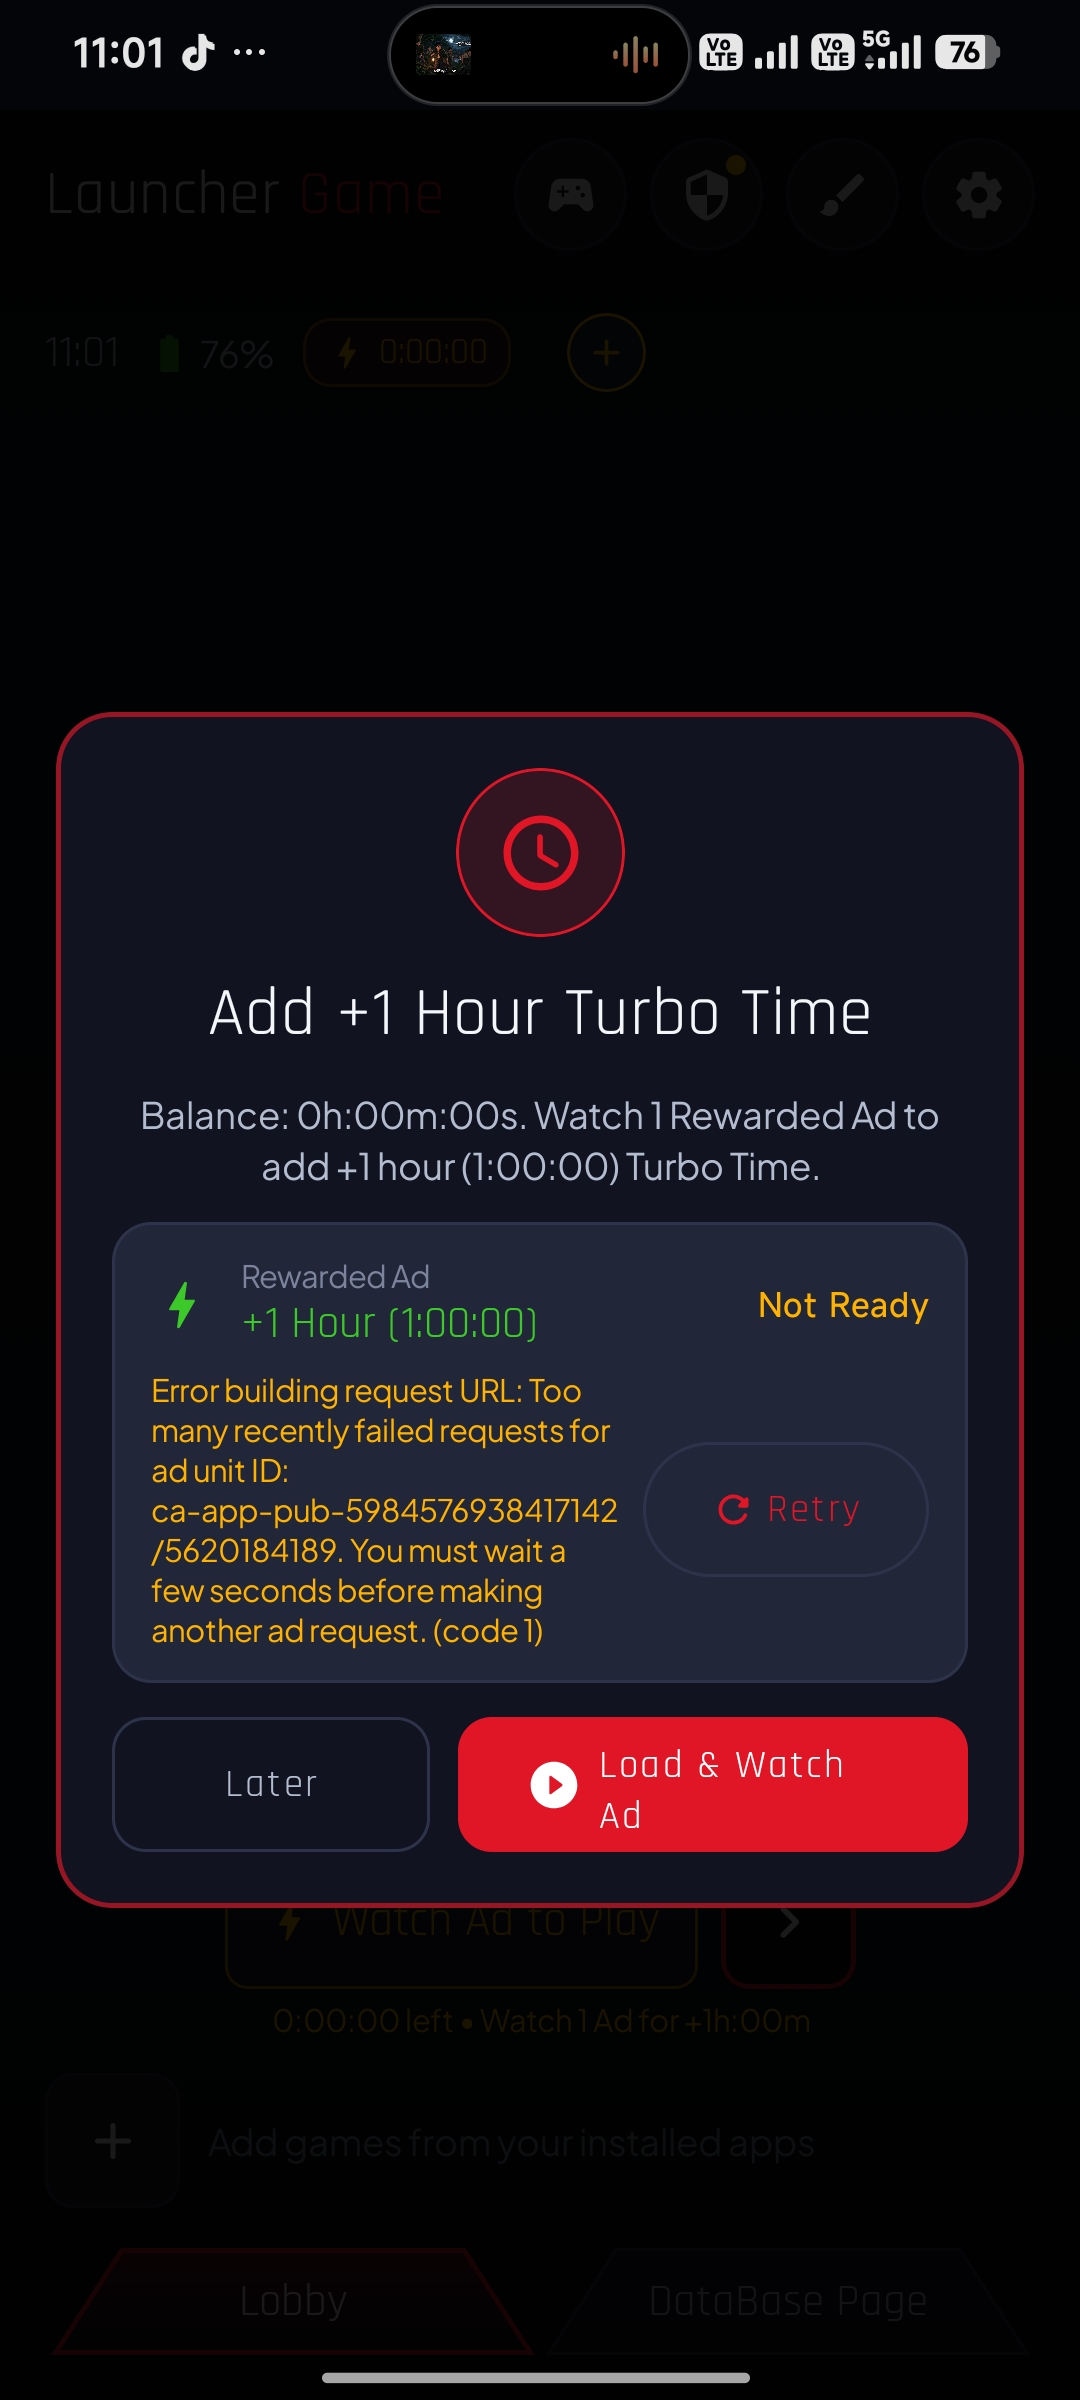 11:01
Vo LTE
Vo LTE
5G
76
Launcher Game
11:01
76%
0:00:00
Add +1 Hour Turbo Time
Balance: 0h:00m:00s. Watch 1 Rewarded Ad to
add +1 hour (1:00:00) Turbo Time.
Rewarded Ad
+1 Hour (1:00:00)
Not Ready
Error building request URL: Too
many recently failed requests for
ad unit ID:
ca-app-pub-5984576938417142
/5620184189. You must wait a
few seconds before making
another ad request. (code 1)
Retry
Later
Load & Watch
Ad
Watch Ad to Play
0:00:00 left • Watch 1 Ad for +1h:00m
Add games from your installed apps
Lobby
DataBase Page